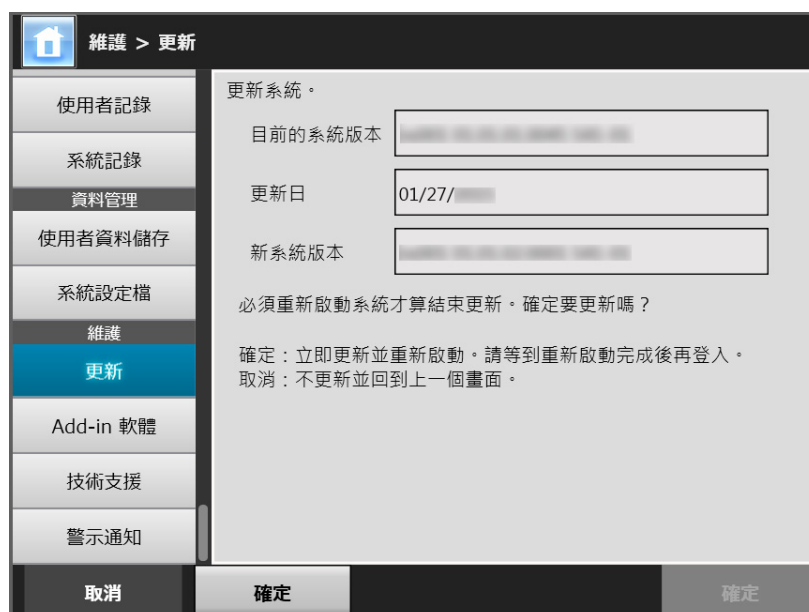 維護 > 更新
使用者記錄
系統記錄
資料管理
使用者資料儲存
系統設定檔
維護
更新
Add-in 軟體
技術支援
警示通知
更新系統。
目前的系統版本
更新日 01/27/
新系統版本
必須重新啟動系統才算結束更新。確定要更新嗎？
確定：立即更新並重新啟動。請等到重新啟動完成後再登入。
取消：不更新並回到上一個畫面。
取消 確定 確定